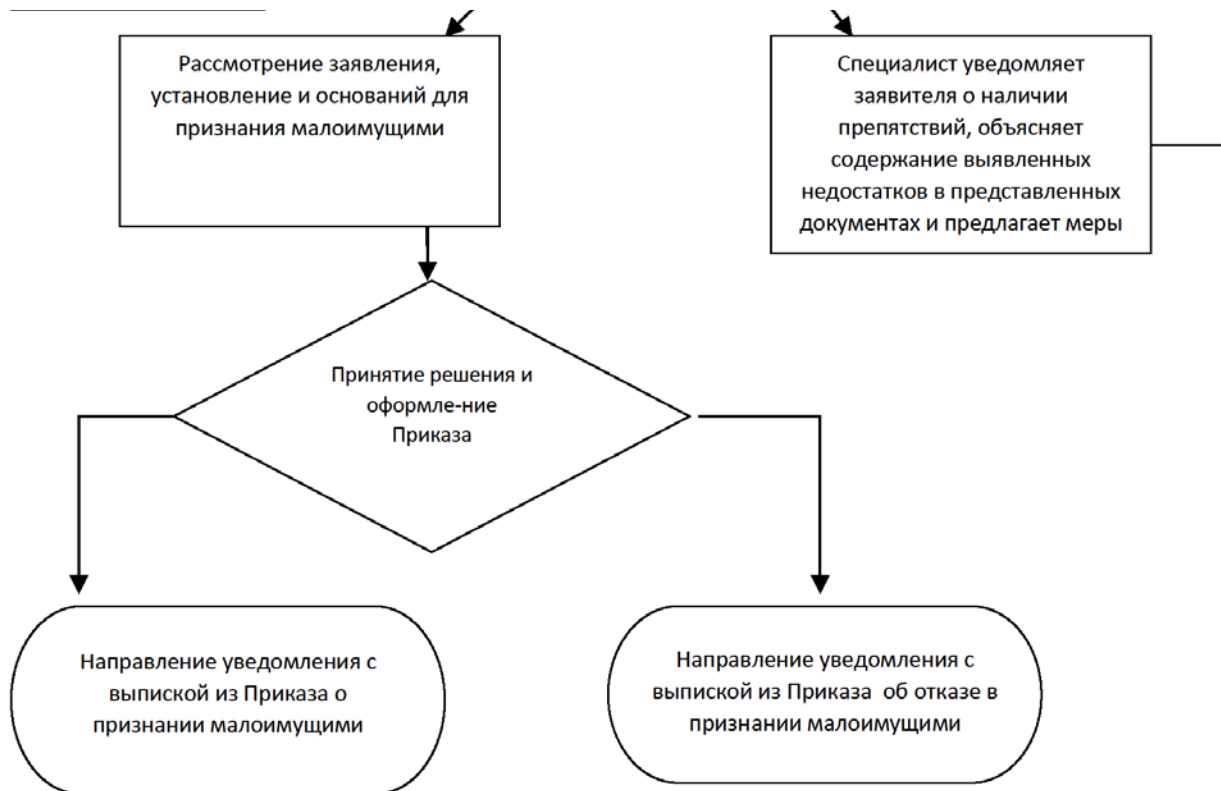 Рассмотрение заявления,
установление и оснований для
признания малоимущими
Специалист уведомляет
заявителя о наличии
препятствий, объясняет
содержание выявленных
недостатков в представленных
документах и предлагает меры
Принятие решения и
оформле-ние
Приказа
Направление уведомления с
выпиской из Приказа о
признании малоимущими
Направление уведомления с
выпиской из Приказа  об отказе в
признании малоимущими